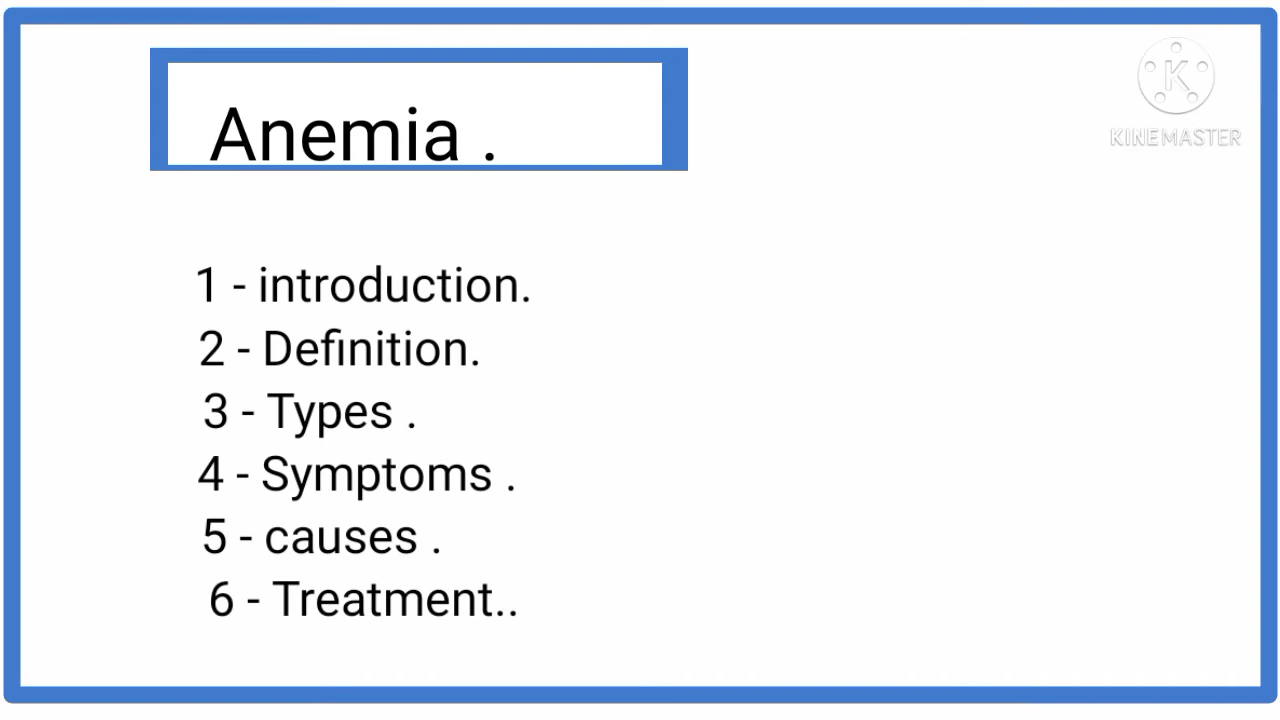 Anemia .
K
KINEMASTER
1 - introduction.
2 - Definition.
3 - Types .
4 - Symptoms .
5 - causes .
6 - Treatment..